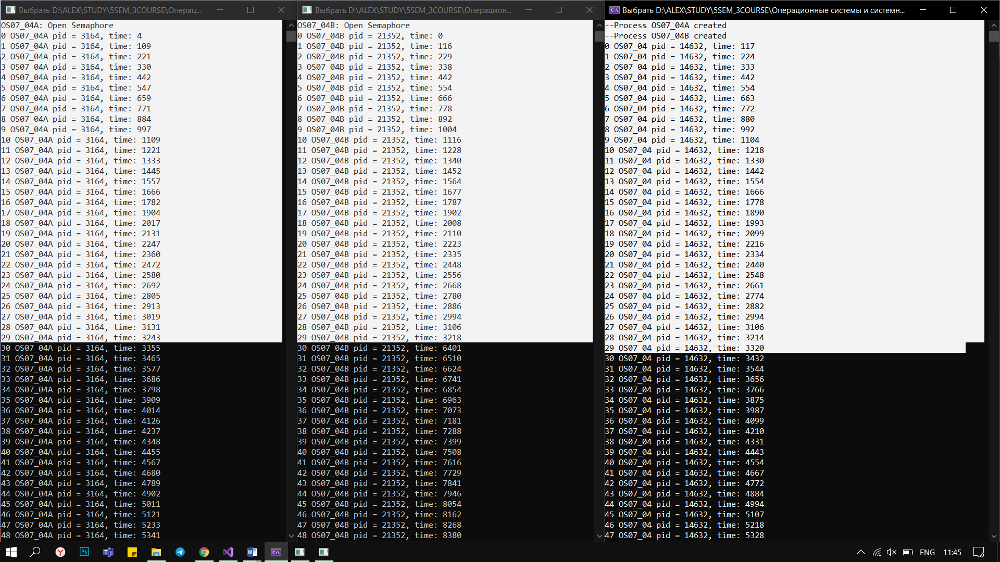 Выбрать D:\ALEX\STUDY\5SEM_3COURSE\Операц...
OS07_04A: Open Semaphore
0 OS07_04A pid = 3164, time: 4
1 OS07_04A pid = 3164, time: 109
2 OS07_04A pid = 3164, time: 221
3 OS07_04A pid = 3164, time: 330
4 OS07_04A pid = 3164, time: 442
5 OS07_04A pid = 3164, time: 547
6 OS07_04A pid = 3164, time: 659
7 OS07_04A pid = 3164, time: 771
8 OS07_04A pid = 3164, time: 884
9 OS07_04A pid = 3164, time: 997
10 OS07_04A pid = 3164, time: 1109
11 OS07_04A pid = 3164, time: 1221
12 OS07_04A pid = 3164, time: 1333
13 OS07_04A pid = 3164, time: 1445
14 OS07_04A pid = 3164, time: 1557
15 OS07_04A pid = 3164, time: 1666
16 OS07_04A pid = 3164, time: 1782
17 OS07_04A pid = 3164, time: 1904
18 OS07_04A pid = 3164, time: 2017
19 OS07_04A pid = 3164, time: 2131
20 OS07_04A pid = 3164, time: 2247
21 OS07_04A pid = 3164, time: 2360
22 OS07_04A pid = 3164, time: 2472
23 OS07_04A pid = 3164, time: 2580
24 OS07_04A pid = 3164, time: 2692
25 OS07_04A pid = 3164, time: 2805
26 OS07_04A pid = 3164, time: 2913
27 OS07_04A pid = 3164, time: 3019
28 OS07_04A pid = 3164, time: 3131
29 OS07_04A pid = 3164, time: 3243
30 OS07_04A pid = 3164, time: 3355
31 OS07_04A pid = 3164, time: 3465
32 OS07_04A pid = 3164, time: 3577
33 OS07_04A pid = 3164, time: 3686
34 OS07_04A pid = 3164, time: 3798
35 OS07_04A pid = 3164, time: 3909
36 OS07_04A pid = 3164, time: 4014
37 OS07_04A pid = 3164, time: 4126
38 OS07_04A pid = 3164, time: 4237
39 OS07_04A pid = 3164, time: 4348
40 OS07_04A pid = 3164, time: 4455
41 OS07_04A pid = 3164, time: 4567
42 OS07_04A pid = 3164, time: 4680
43 OS07_04A pid = 3164, time: 4789
44 OS07_04A pid = 3164, time: 4902
45 OS07_04A pid = 3164, time: 5011
46 OS07_04A pid = 3164, time: 5121
47 OS07_04A pid = 3164, time: 5233
48 OS07_04A pid = 3164, time: 5341
Выбрать D:\ALEX\STUDY\5SEM_3COURSE\Операцион...
OS07_04B: Open Semaphore
0 OS07_04B pid = 21352, time: 0
1 OS07_04B pid = 21352, time: 116
2 OS07_04B pid = 21352, time: 229
3 OS07_04B pid = 21352, time: 338
4 OS07_04B pid = 21352, time: 442
5 OS07_04B pid = 21352, time: 554
6 OS07_04B pid = 21352, time: 666
7 OS07_04B pid = 21352, time: 778
8 OS07_04B pid = 21352, time: 892
9 OS07_04B pid = 21352, time: 1004
10 OS07_04B pid = 21352, time: 1116
11 OS07_04B pid = 21352, time: 1228
12 OS07_04B pid = 21352, time: 1340
13 OS07_04B pid = 21352, time: 1452
14 OS07_04B pid = 21352, time: 1564
15 OS07_04B pid = 21352, time: 1677
16 OS07_04B pid = 21352, time: 1787
17 OS07_04B pid = 21352, time: 1902
18 OS07_04B pid = 21352, time: 2008
19 OS07_04B pid = 21352, time: 2110
20 OS07_04B pid = 21352, time: 2223
21 OS07_04B pid = 21352, time: 2335
22 OS07_04B pid = 21352, time: 2448
23 OS07_04B pid = 21352, time: 2556
24 OS07_04B pid = 21352, time: 2668
25 OS07_04B pid = 21352, time: 2780
26 OS07_04B pid = 21352, time: 2886
27 OS07_04B pid = 21352, time: 2994
28 OS07_04B pid = 21352, time: 3106
29 OS07_04B pid = 21352, time: 3218
30 OS07_04B pid = 21352, time: 6401
31 OS07_04B pid = 21352, time: 6510
32 OS07_04B pid = 21352, time: 6624
33 OS07_04B pid = 21352, time: 6741
34 OS07_04B pid = 21352, time: 6854
35 OS07_04B pid = 21352, time: 6963
36 OS07_04B pid = 21352, time: 7073
37 OS07_04B pid = 21352, time: 7181
38 OS07_04B pid = 21352, time: 7288
39 OS07_04B pid = 21352, time: 7399
40 OS07_04B pid = 21352, time: 7508
41 OS07_04B pid = 21352, time: 7616
42 OS07_04B pid = 21352, time: 7729
43 OS07_04B pid = 21352, time: 7841
44 OS07_04B pid = 21352, time: 7946
45 OS07_04B pid = 21352, time: 8054
46 OS07_04B pid = 21352, time: 8162
47 OS07_04B pid = 21352, time: 8268
48 OS07_04B pid = 21352, time: 8380
Выбрать D:\ALEX\STUDY\5SEM_3COURSE\Операционные системы и системн...
--Process OS07_04A created
--Process OS07_04B created
0 OS07_04 pid = 14632, time: 117
1 OS07_04 pid = 14632, time: 224
2 OS07_04 pid = 14632, time: 333
3 OS07_04 pid = 14632, time: 442
4 OS07_04 pid = 14632, time: 554
5 OS07_04 pid = 14632, time: 663
6 OS07_04 pid = 14632, time: 772
7 OS07_04 pid = 14632, time: 880
8 OS07_04 pid = 14632, time: 992
9 OS07_04 pid = 14632, time: 1104
10 OS07_04 pid = 14632, time: 1218
11 OS07_04 pid = 14632, time: 1330
12 OS07_04 pid = 14632, time: 1442
13 OS07_04 pid = 14632, time: 1554
14 OS07_04 pid = 14632, time: 1666
15 OS07_04 pid = 14632, time: 1778
16 OS07_04 pid = 14632, time: 1890
17 OS07_04 pid = 14632, time: 1993
18 OS07_04 pid = 14632, time: 2099
19 OS07_04 pid = 14632, time: 2216
20 OS07_04 pid = 14632, time: 2334
21 OS07_04 pid = 14632, time: 2440
22 OS07_04 pid = 14632, time: 2548
23 OS07_04 pid = 14632, time: 2661
24 OS07_04 pid = 14632, time: 2774
25 OS07_04 pid = 14632, time: 2882
26 OS07_04 pid = 14632, time: 2994
27 OS07_04 pid = 14632, time: 3106
28 OS07_04 pid = 14632, time: 3214
29 OS07_04 pid = 14632, time: 3320
30 OS07_04 pid = 14632, time: 3432
31 OS07_04 pid = 14632, time: 3544
32 OS07_04 pid = 14632, time: 3656
33 OS07_04 pid = 14632, time: 3766
34 OS07_04 pid = 14632, time: 3875
35 OS07_04 pid = 14632, time: 3987
36 OS07_04 pid = 14632, time: 4099
37 OS07_04 pid = 14632, time: 4210
38 OS07_04 pid = 14632, time: 4331
39 OS07_04 pid = 14632, time: 4443
40 OS07_04 pid = 14632, time: 4554
41 OS07_04 pid = 14632, time: 4667
42 OS07_04 pid = 14632, time: 4772
43 OS07_04 pid = 14632, time: 4884
44 OS07_04 pid = 14632, time: 4994
45 OS07_04 pid = 14632, time: 5107
46 OS07_04 pid = 14632, time: 5218
47 OS07_04 pid = 14632, time: 5328
ENG 11:45